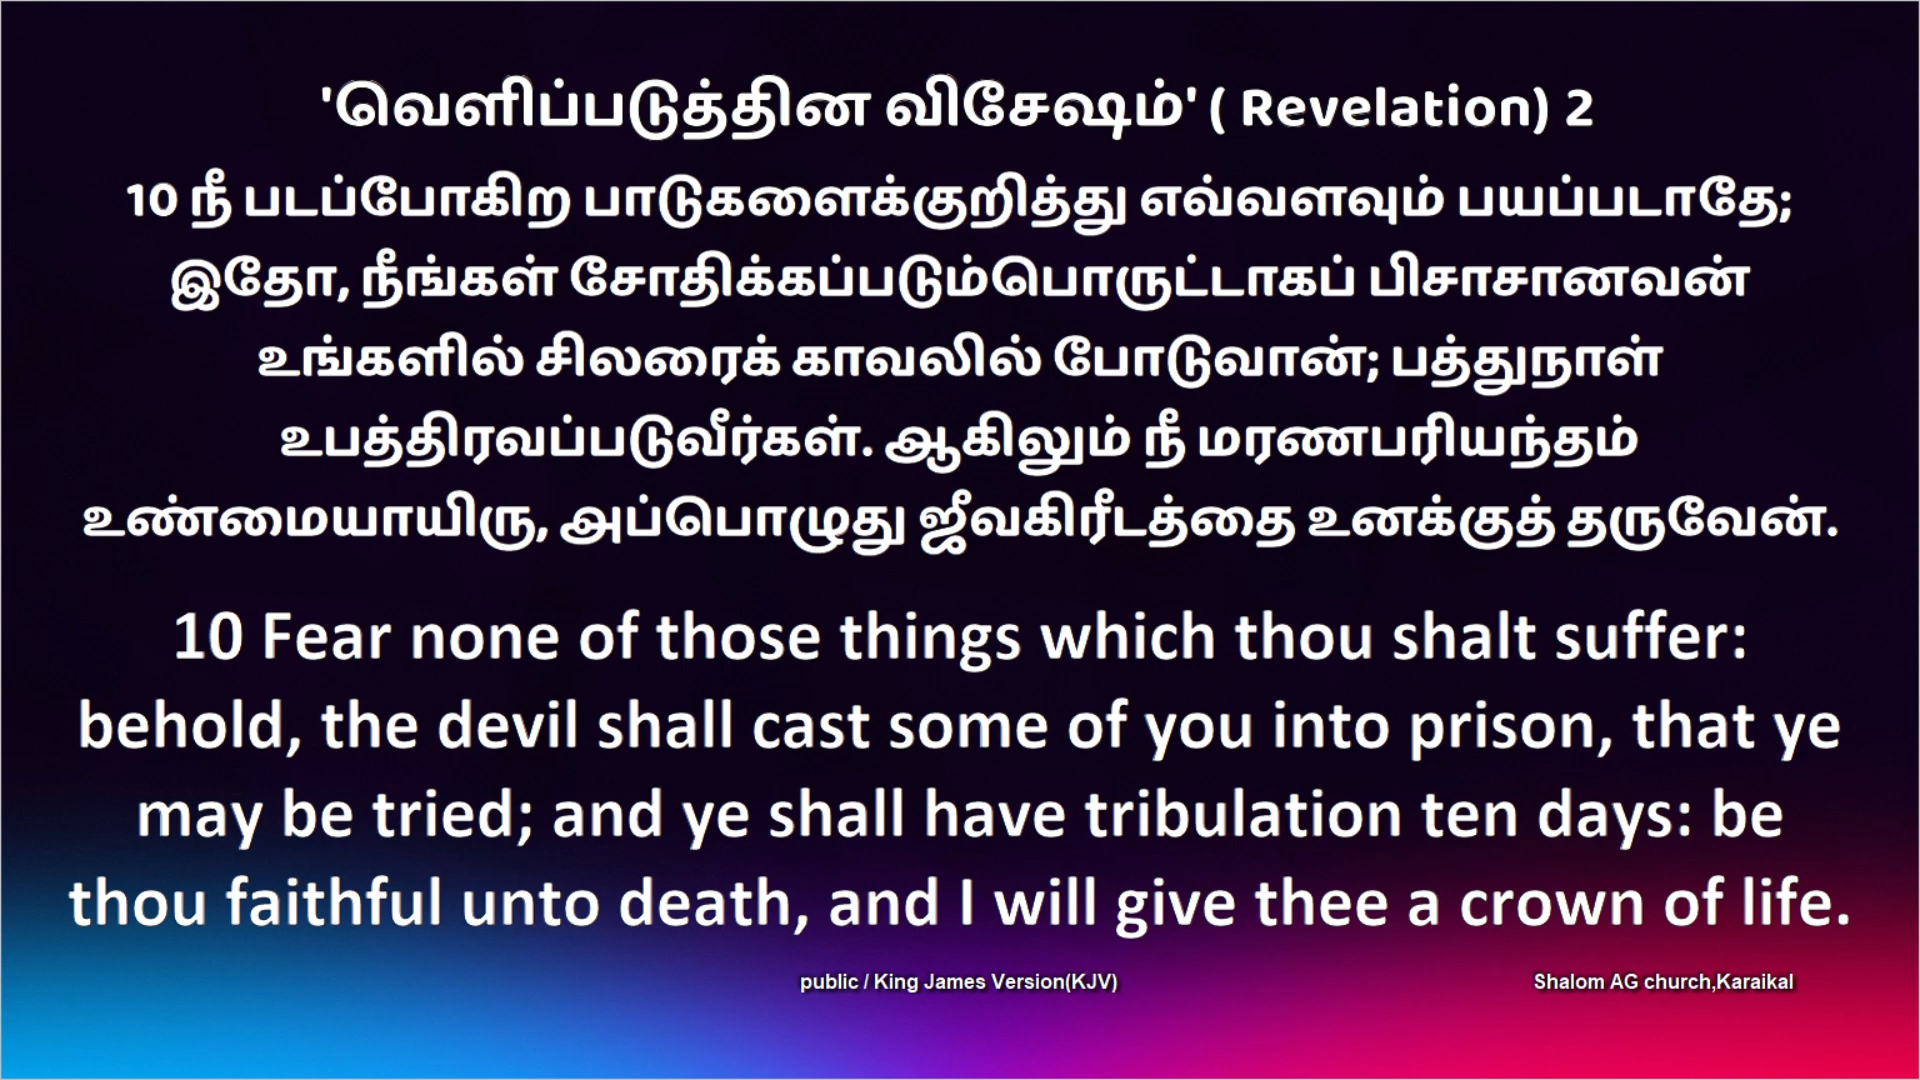 'வெளிப்படுத்தின விசேஷம்' ( Revelation) 2
10 நீ படப்போகிற பாடுகளைக்குறித்து எவ்வளவும் பயப்படாதே;
இதோ, நீங்கள் சோதிக்கப்படும்பொருட்டாகப் பிசாசானவன்
உங்களில் சிலரைக் காவலில் போடுவான்; பத்துநாள்
உபத்திரவப்படுவீர்கள். ஆகிலும் நீ மரணபரியந்தம்
உண்மையாயிரு, அப்பொழுது ஜீவகிரீடத்தை உனக்குத் தருவேன்.
10 Fear none of those things which thou shalt suffer:
behold, the devil shall cast some of you into prison, that ye
may be tried; and ye shall have tribulation ten days: be
thou faithful unto death, and I will give thee a crown of life.
public / King James Version(KJV)
Shalom AG church,Karaikal